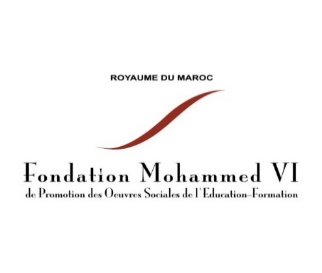 ROYAUME DU MAROC
Fondation Mohammed VI
de Promotion des Oeuvres Sociales de l'Education-Formation